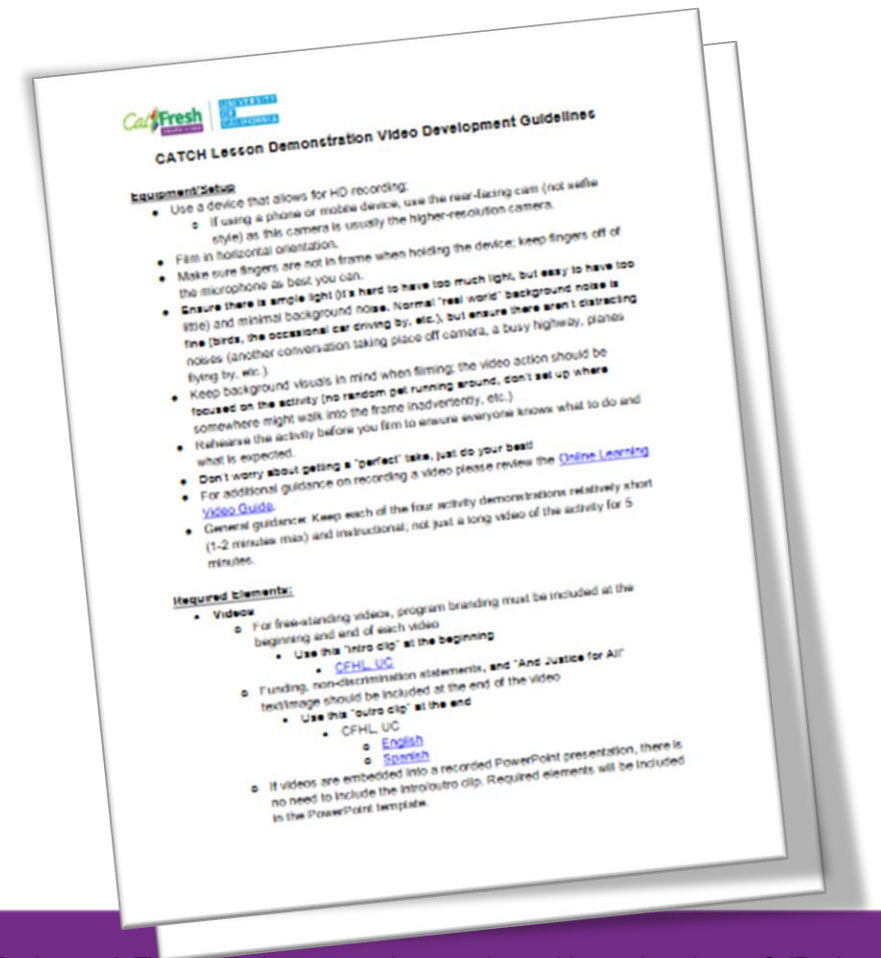 CalFresh
UNIVERSITY
OF
CALIFORNIA
CATCH Lesson Demonstration Video Development Guidelines
Equipment/Setup
● Use a device that allows for HD recording:
○ If using a phone or mobile device, use the rear-facing cam (not selfie
style) as this camera is usually the higher-resolution camera.
● Film in horizontal orientation.
● Make sure fingers are not in frame when holding the device; keep fingers off of
the microphone as best you can.
● Ensure there is ample light (it's hard to have too much light, but easy to have too
little) and minimal background noise. Normal "real world" background noise is
fine (birds, the occasional car driving by, etc.), but ensure there aren't distracting
noises (another conversation taking place off camera, a busy highway, planes
flying by, etc.).
● Keep background visuals in mind when filming; the video action should be
focused on the activity (no random pet running around, don't set up where
somewhere might walk into the frame inadvertently, etc.)
● Rehearse the activity before you film to ensure everyone knows what to do and
what is expected.
● Don't worry about getting a "perfect" take, just do your best!
● For additional guidance on recording a video please review the Online Learning
Video Guide.
● General guidance: Keep each of the four activity demonstrations relatively short
(1-2 minutes max) and instructional; not just a long video of the activity for 5
minutes.
Required Elements:
● Videos
○ For free-standing videos, program branding must be included at the
beginning and end of each video
■ Use this "intro clip" at the beginning
● CFHL, UC
○ Funding, non-discrimination statements, and "And Justice for All"
text/image should be included at the end of the video
■ Use this "outro clip" at the end
● CFHL, UC
○ English
○ Spanish
○ If videos are embedded into a recorded PowerPoint presentation, there is
no need to include the intro/outro clip. Required elements will be included
in the PowerPoint template.